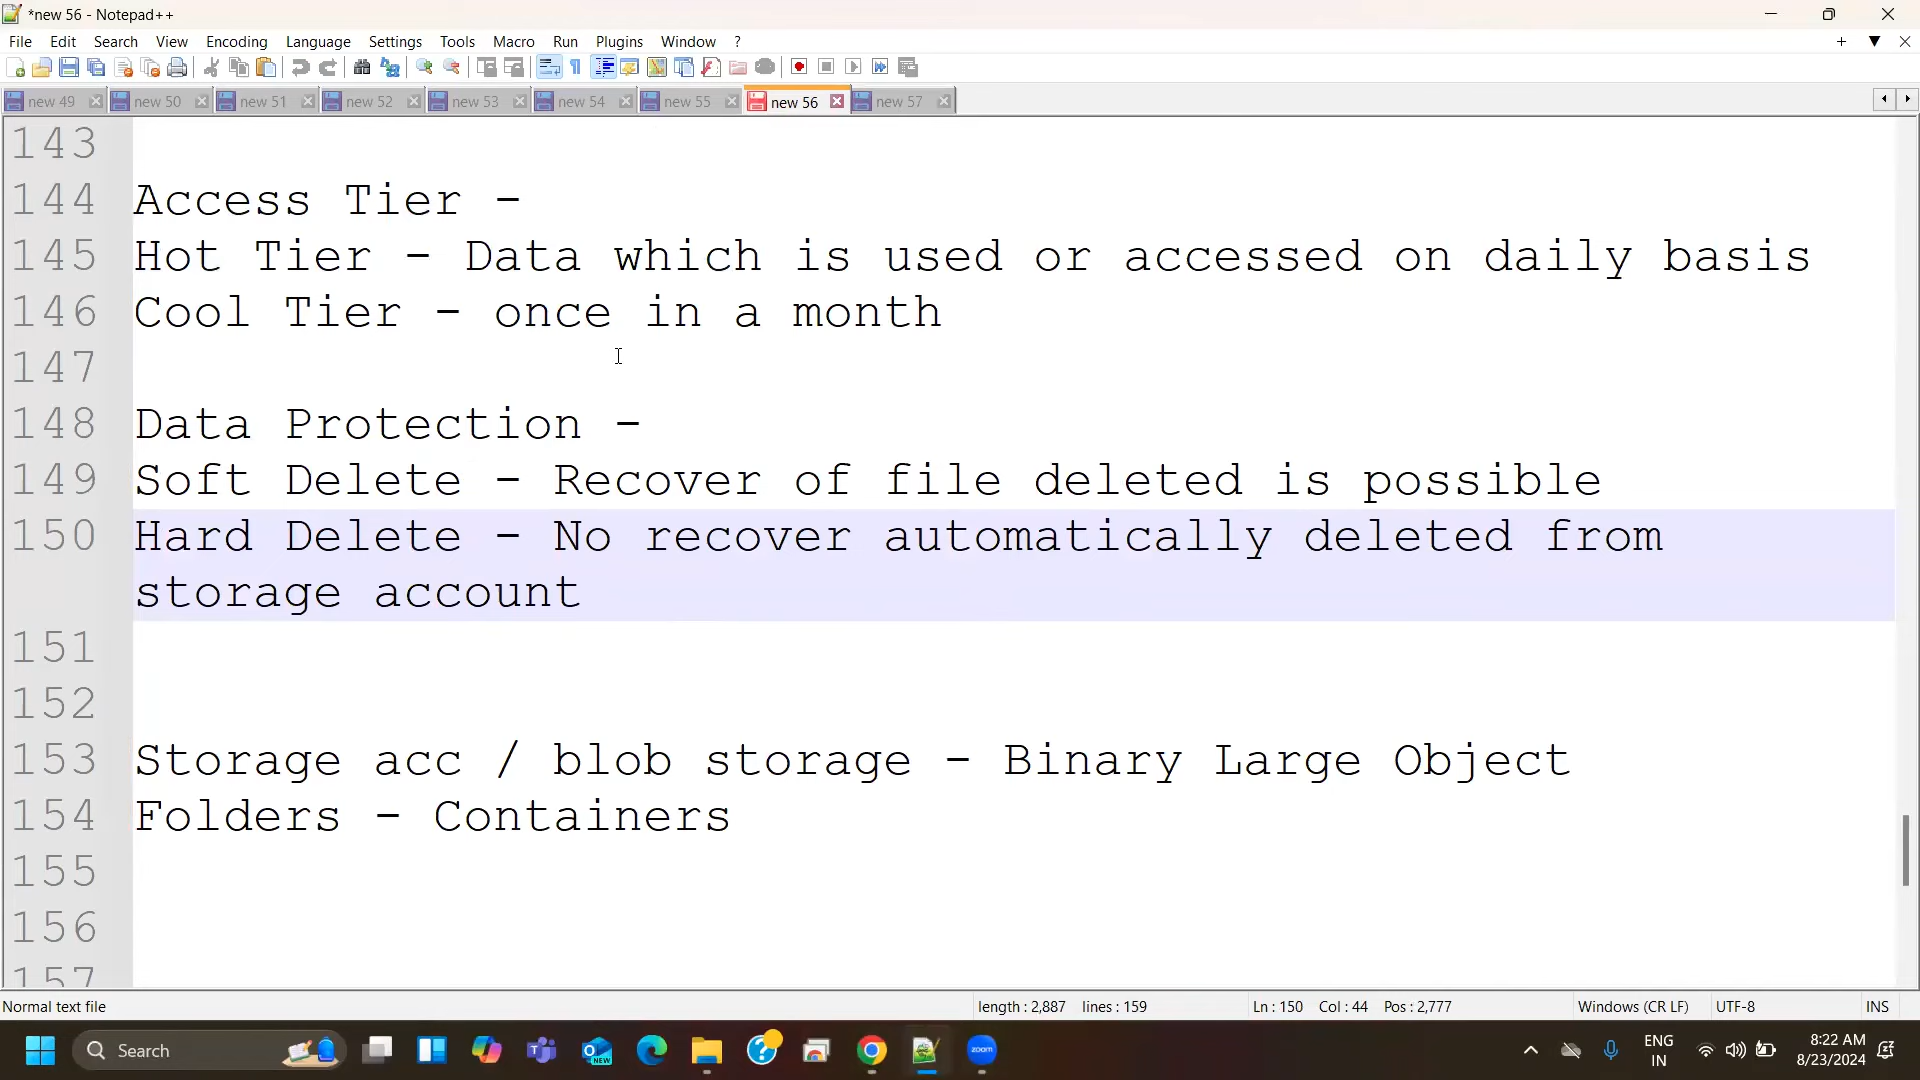 *new 56 - Notepad++
File Edit Search View Encoding Language Settings Tools Macro Run Plugins Window ?
new 49 new 50 new 51 new 52 new 53 new 54 new 55 new 56 new 57
143
144 Access Tier -
145 Hot Tier - Data which is used or accessed on daily basis
146 Cool Tier - once in a month
147
148 Data Protection -
149 Soft Delete - Recover of file deleted is possible
150 Hard Delete - No recover automatically deleted from
storage account
151
152
153 Storage acc / blob storage - Binary Large Object
154 Folders - Containers
155
156
157
Normal text file length : 2,887 lines : 159 Ln : 150 Col : 44 Pos : 2,777 Windows (CR LF) UTF-8 INS
Search NEW zoom ENG IN 8:22 AM 8/23/2024